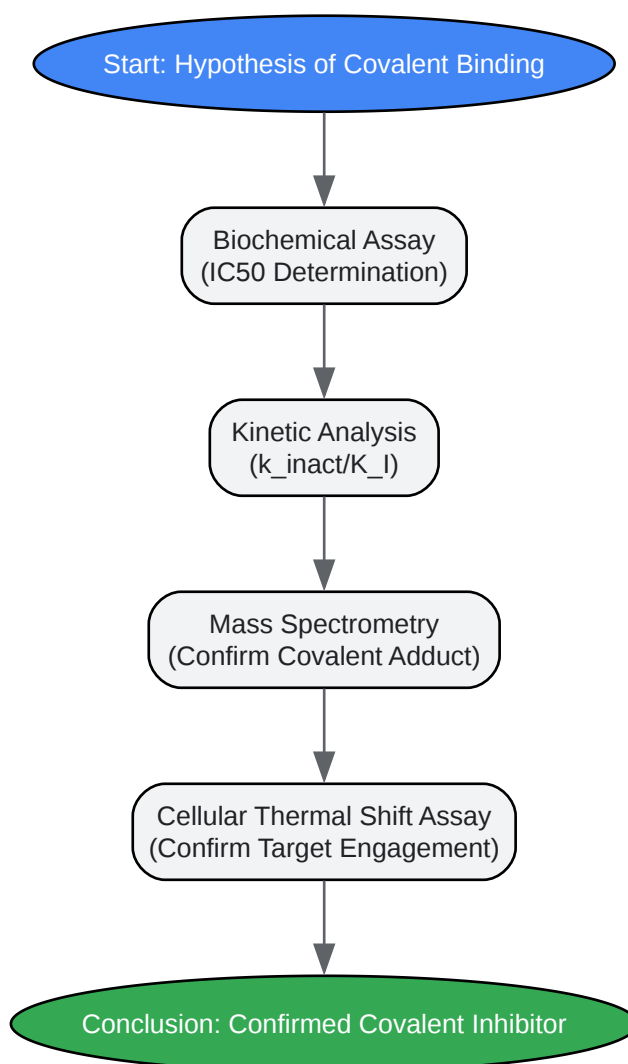 Start: Hypothesis of Covalent Binding
Biochemical Assay
(IC50 Determination)
Kinetic Analysis
(k_inact/K_I)
Mass Spectrometry
(Confirm Covalent Adduct)
Cellular Thermal Shift Assay
(Confirm Target Engagement)
Conclusion: Confirmed Covalent Inhibitor